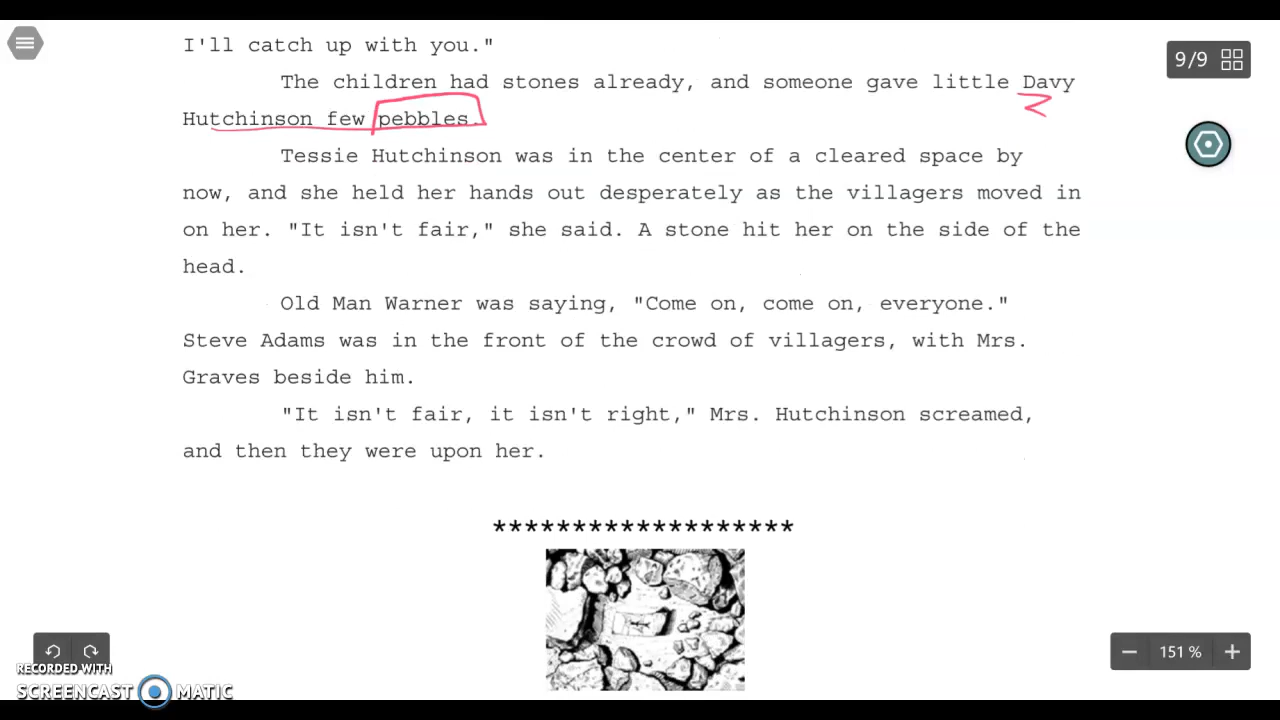 I'll catch up with you."
9/9
The children had stones already, and someone gave little Davy
Hutchinson few pebbles.
Tessie Hutchinson was in the center of a cleared space by
now, and she held her hands out desperately as the villagers moved in
on her. "It isn't fair," she said. A stone hit her on the side of the
head.
Old Man Warner was saying, "Come on, come on, everyone."
Steve Adams was in the front of the crowd of villagers, with Mrs.
Graves beside him.
"It isn't fair, it isn't right," Mrs. Hutchinson screamed,
and then they were upon her.
*******************
151 %
RECORDED WITH
SCREENCAST MATIC